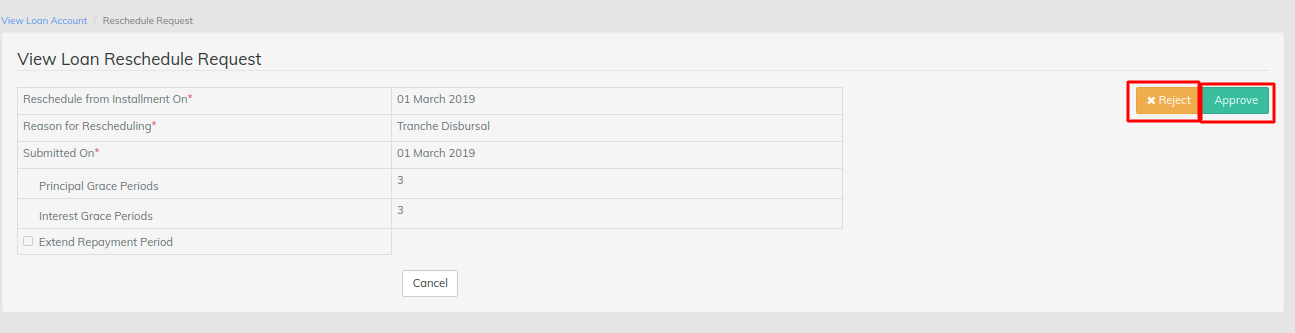 View Loan Account / Reschedule Request
View Loan Reschedule Request
Reschedule from Installment On* 01 March 2019
Reason for Rescheduling* Tranche Disbursal
Submitted On* 01 March 2019
Principal Grace Periods 3
Interest Grace Periods 3
Extend Repayment Period
✖ Reject Approve
Cancel